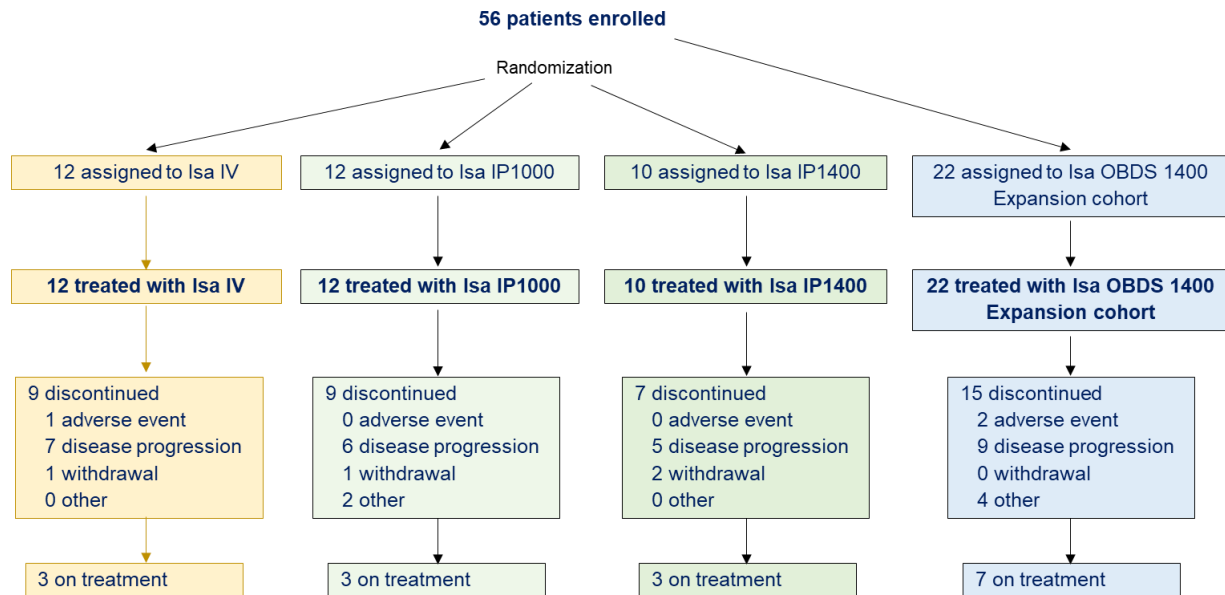 56 patients enrolled
Randomization
12 assigned to Isa IV
12 assigned to Isa IP1000
10 assigned to Isa IP1400
22 assigned to Isa OBDS 1400
Expansion cohort
12 treated with Isa IV
12 treated with Isa IP1000
10 treated with Isa IP1400
22 treated with Isa OBDS 1400
Expansion cohort
9 discontinued
1 adverse event
7 disease progression
1 withdrawal
0 other
9 discontinued
0 adverse event
6 disease progression
1 withdrawal
2 other
7 discontinued
0 adverse event
5 disease progression
2 withdrawal
0 other
15 discontinued
2 adverse event
9 disease progression
0 withdrawal
4 other
3 on treatment
3 on treatment
3 on treatment
7 on treatment